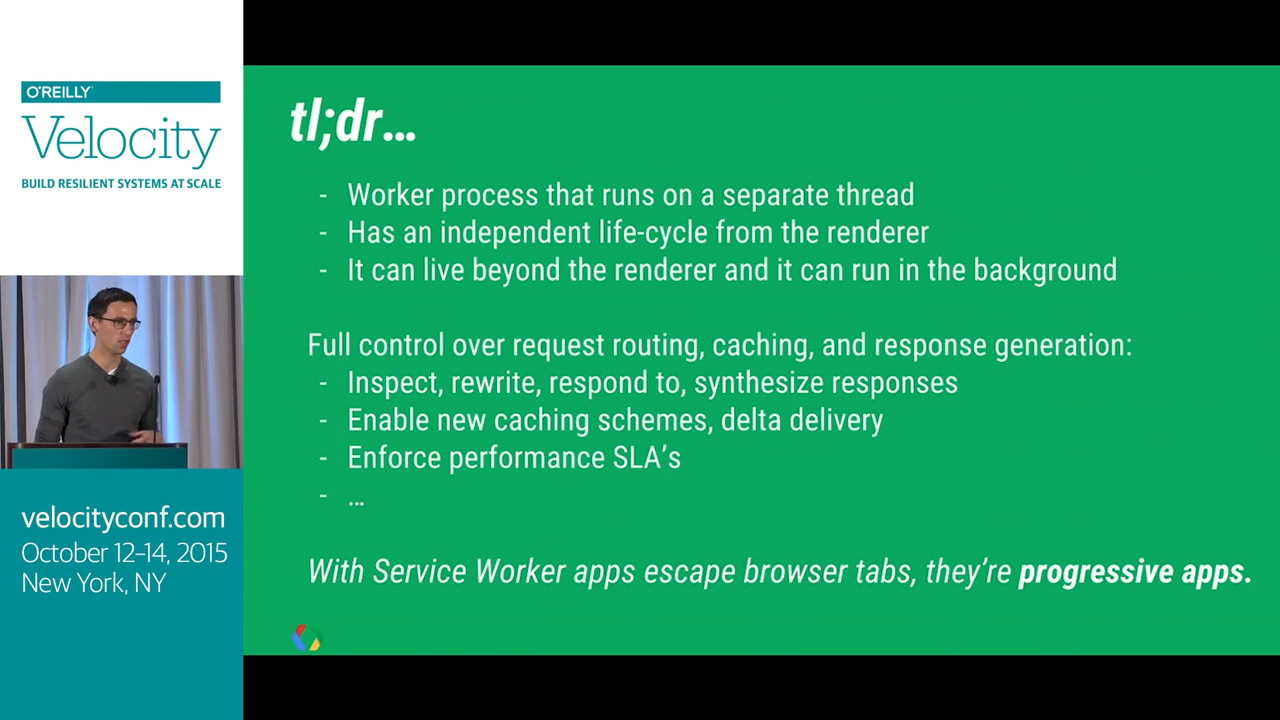 O'REILLY
Velocity
BUILD RESILIENT SYSTEMS AT SCALE
velocityconf.com
October 12–14, 2015
New York, NY
tl;dr...
- Worker process that runs on a separate thread
- Has an independent life-cycle from the renderer
- It can live beyond the renderer and it can run in the background
Full control over request routing, caching, and response generation:
- Inspect, rewrite, respond to, synthesize responses
- Enable new caching schemes, delta delivery
- Enforce performance SLA's
- ...
With Service Worker apps escape browser tabs, they're progressive apps.